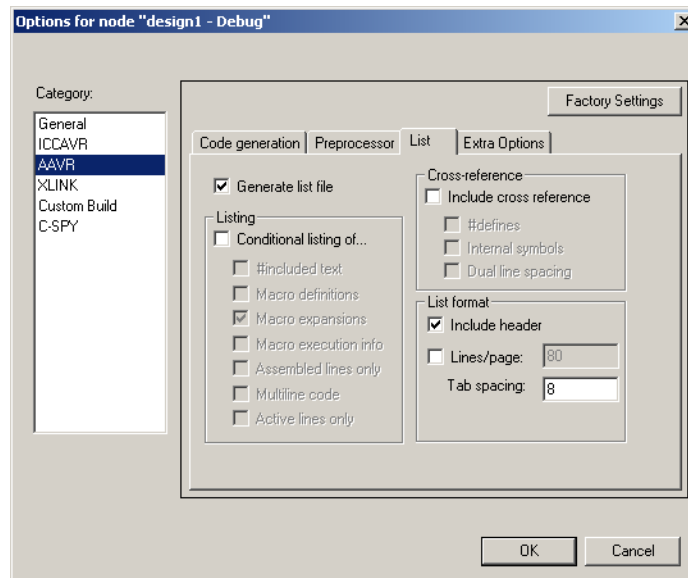 Options for node "design1 - Debug"
Category:
General
ICCAVR
AAVR
XLINK
Custom Build
C-SPY
Factory Settings
Code generation
Preprocessor
List
Extra Options
Generate list file
Listing
Conditional listing of...
#included text
Macro definitions
Macro expansions
Macro execution info
Assembled lines only
Multiline code
Active lines only
Cross-reference
Include cross reference
#defines
Internal symbols
Dual line spacing
List format
Include header
Lines/page: 80
Tab spacing: 8
OK
Cancel